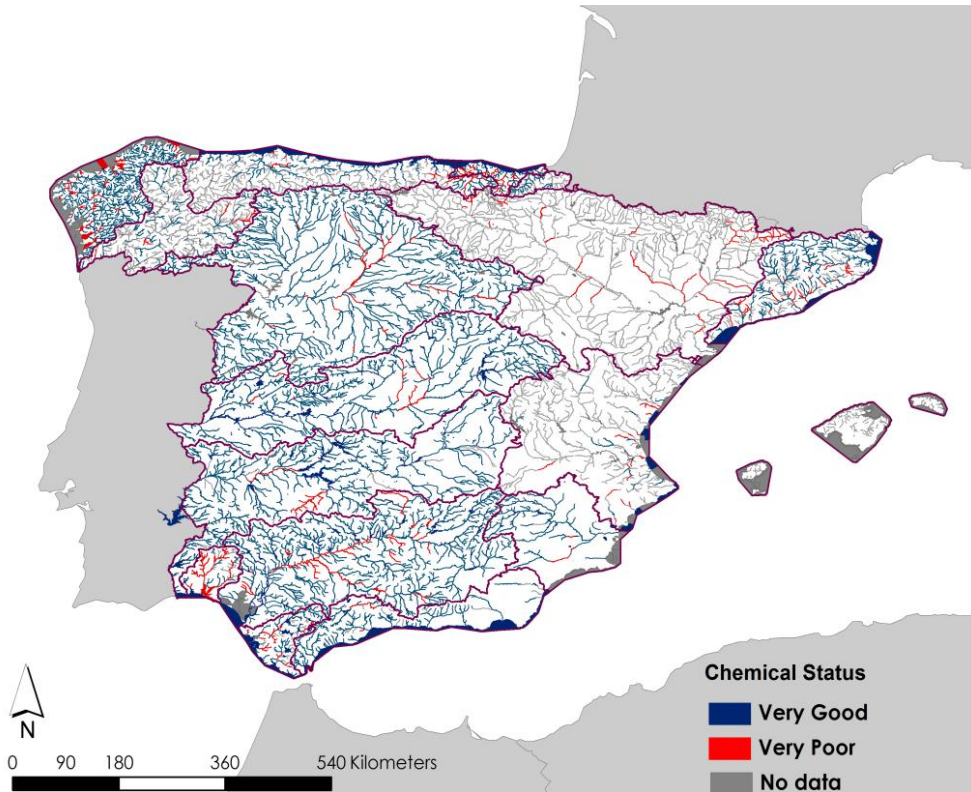 N
0 90 180 360 540 Kilometers
Chemical Status
Very Good
Very Poor
No data